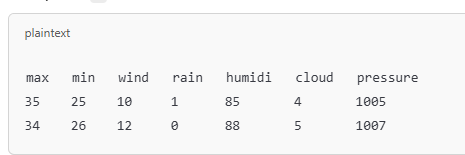 plaintext
max min wind rain humidi cloud pressure
35 25 10 1 85 4 1005
34 26 12 0 88 5 1007